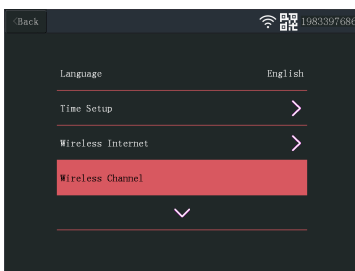 <Back
1983397686
Language English
Time Setup
Wireless Internet
Wireless Channel